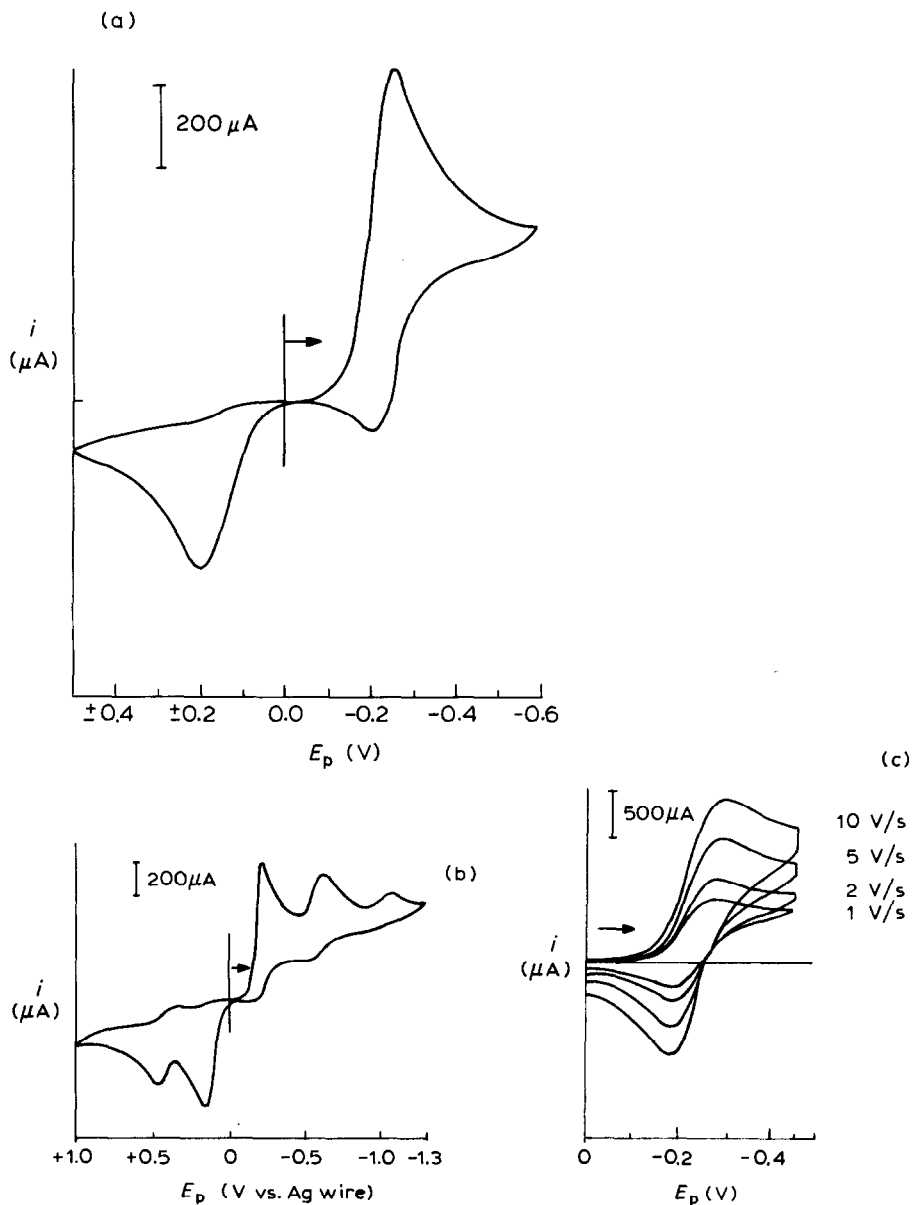 (a)
200 μA
i
(μA)
±0.4 ±0.2 0.0 -0.2 -0.4 -0.6
E_p (V)
(b)
200μA
i
(μA)
+1.0 +0.5 0 -0.5 -1.0 -1.3
E_p (V vs. Ag wire)
(c)
500μA
10 V/s
5 V/s
2 V/s
1 V/s
i
(μA)
0 -0.2 -0.4
E_p (V)